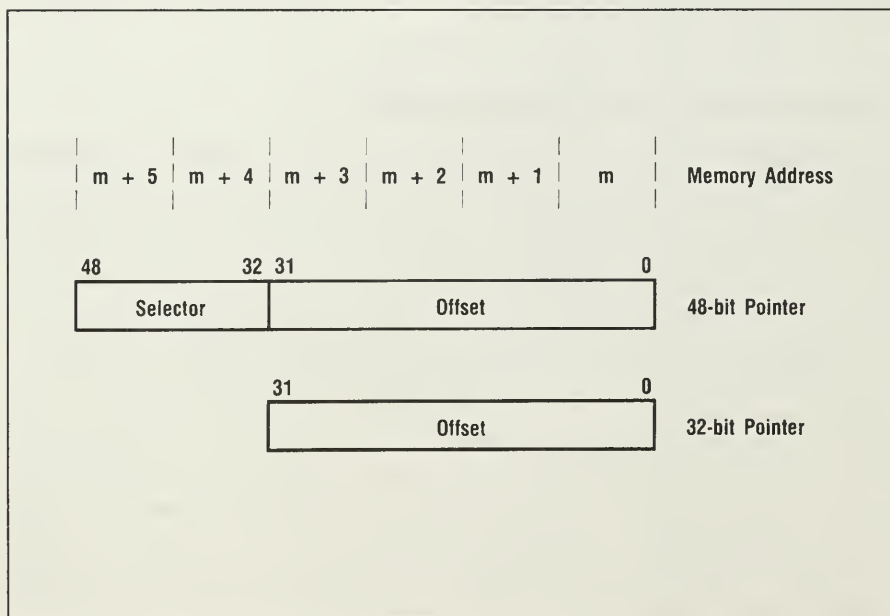 m + 5 m + 4 m + 3 m + 2 m + 1 m Memory Address
48 32 31 0
Selector Offset 48-bit Pointer
31 0
Offset 32-bit Pointer